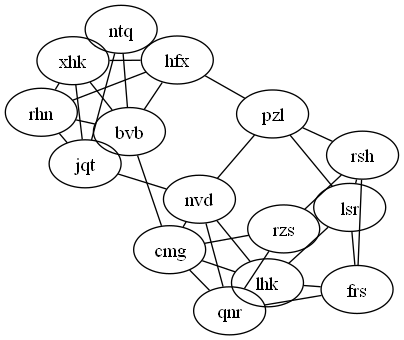 ntq
xhk
hfx
rhn
pzl
bvb
jqt
rsh
nvd
lsr
rzs
cmg
lhk
frs
qnr